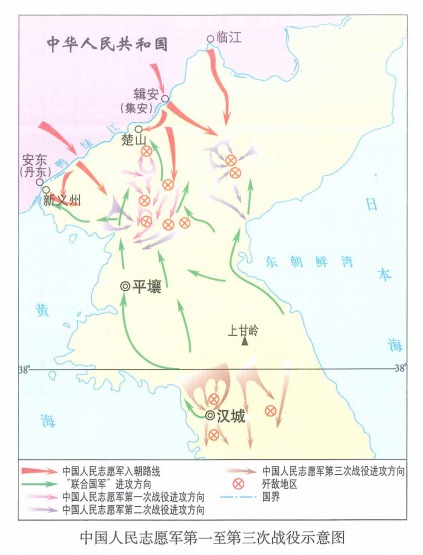 中华人民共和国
临江
辑安
(集安)
鸭绿江
楚山
安东
(丹东)
新义州
日本海
东朝鲜湾
平壤
黄海
上甘岭
38°
38°
汉城
中国人民志愿军入朝路线
“联合国军”进攻方向
中国人民志愿军第一次战役进攻方向
中国人民志愿军第二次战役进攻方向
中国人民志愿军第三次战役进攻方向
歼敌地区
国界
中国人民志愿军第一至第三次战役示意图